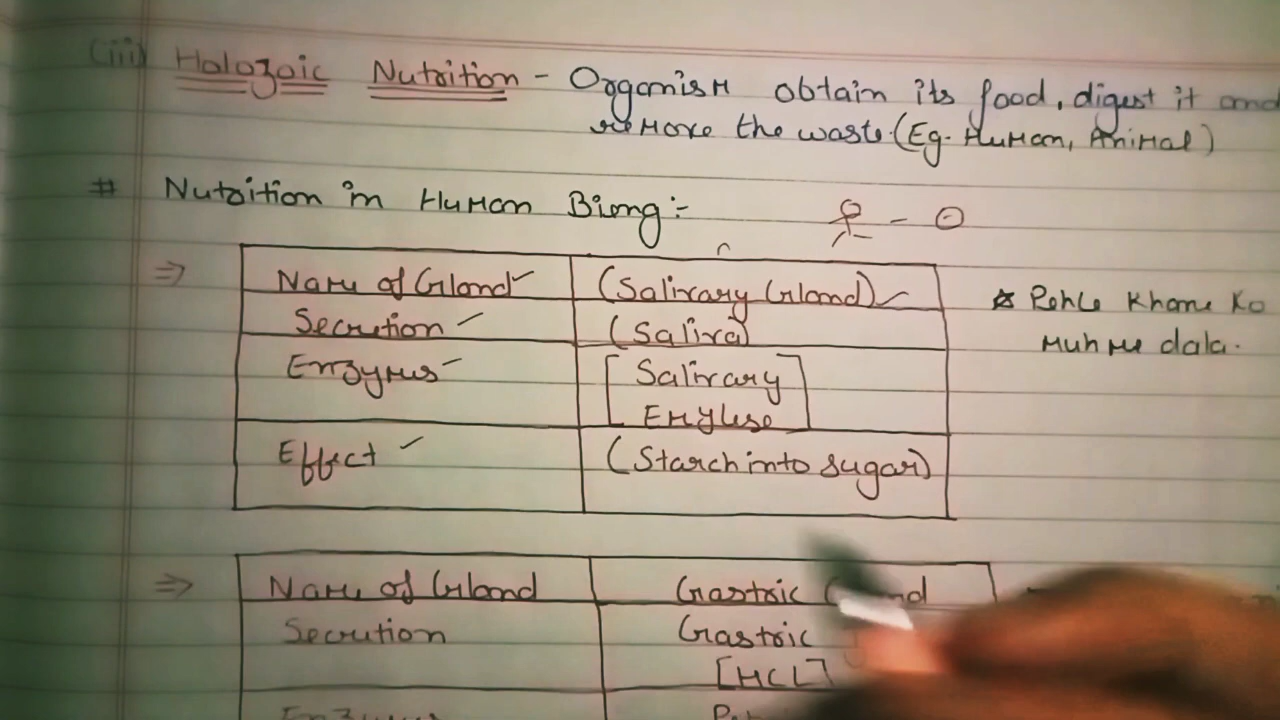 (iii) Holozoic Nutrition - Organism obtain its food, digest it and
remove the waste. (Eg. Human, Animal)
# Nutrition in Human Biong :-
⇒ Name of Gland (Salivary Gland)
Secretion (Saliva)
Enzymes [Salivary
Emylese]
Effect (Starch into sugar)
☆ Pehle Khane Ko
Muh me dala.
⇒ Name of Gland Gastric
Secretion Gastric
[HCL]